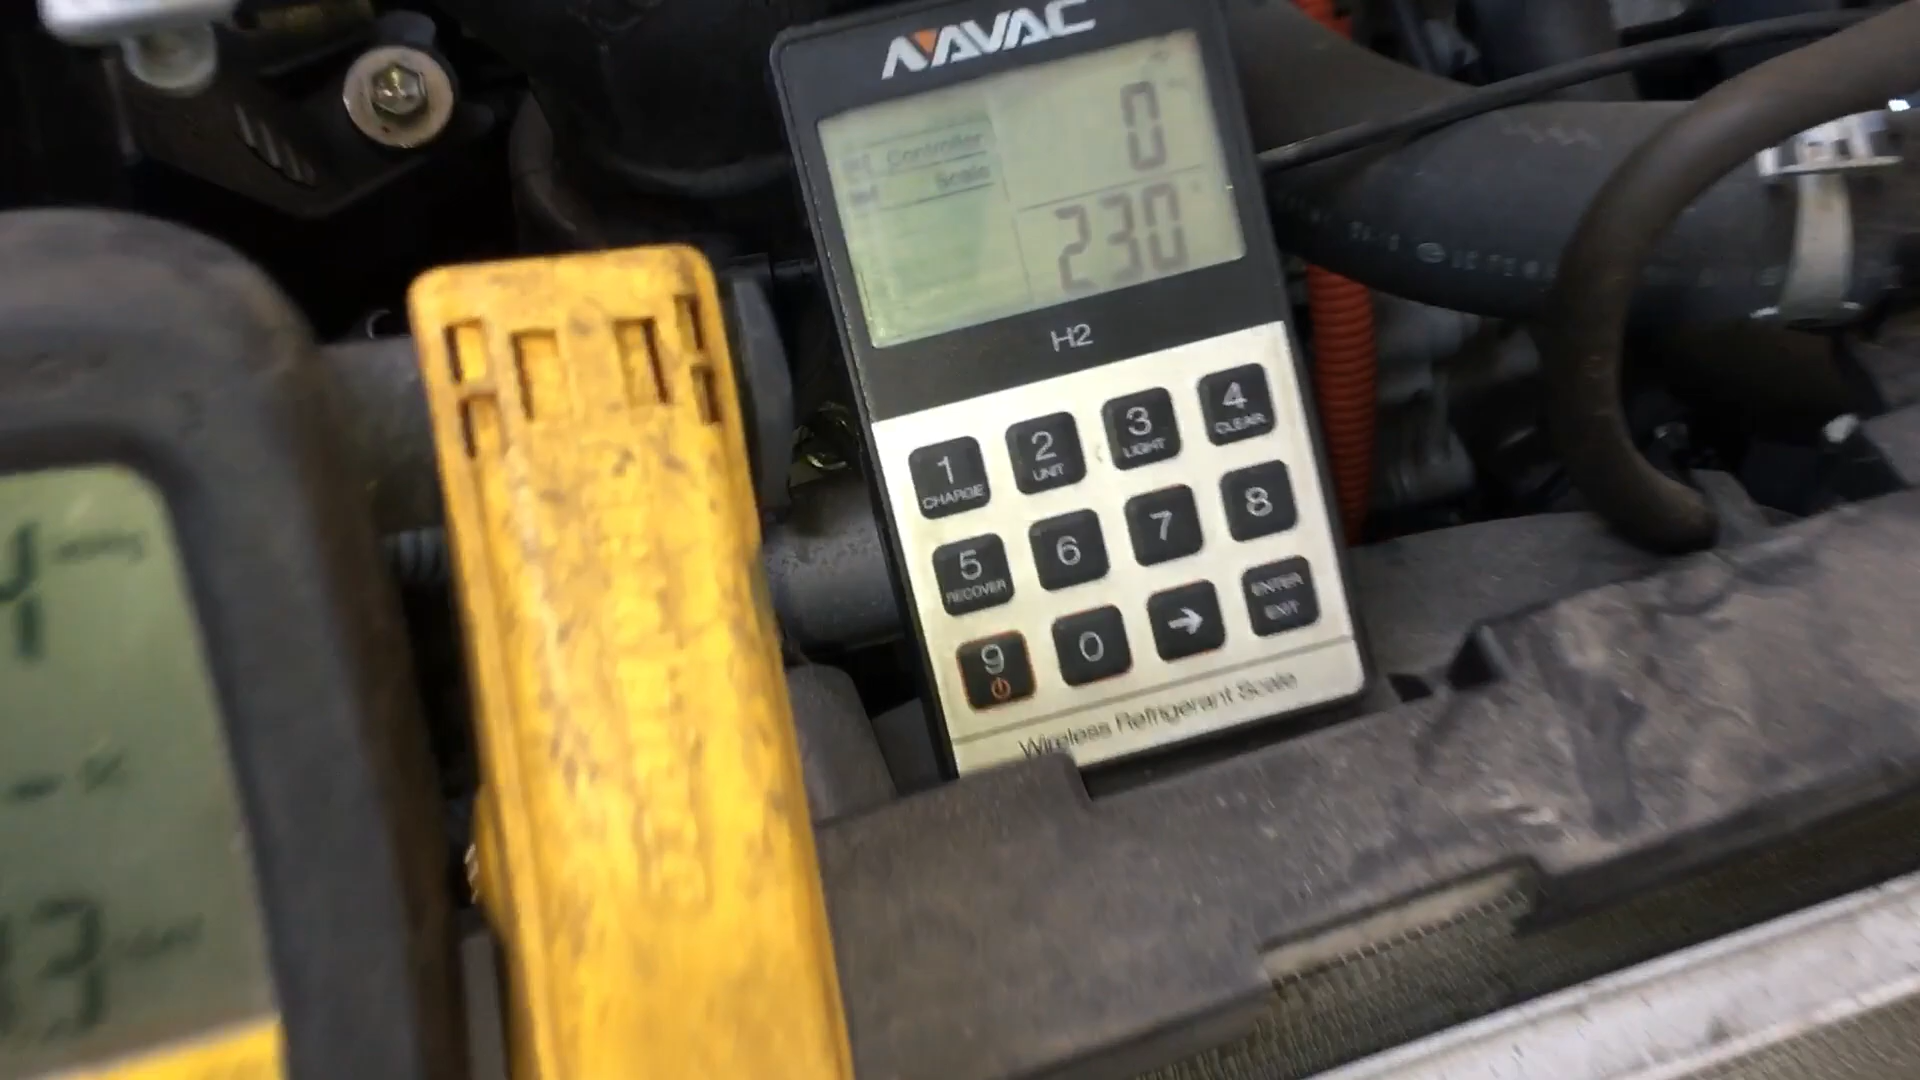 NAVAC
0
Controller
Scale
230
H2
1 2 3 4
CHARGE UNIT LIGHT CLEAR
5 6 7 8
RECOVER
9 0 → ENTER
EXIT
Wireless Refrigerant Scale